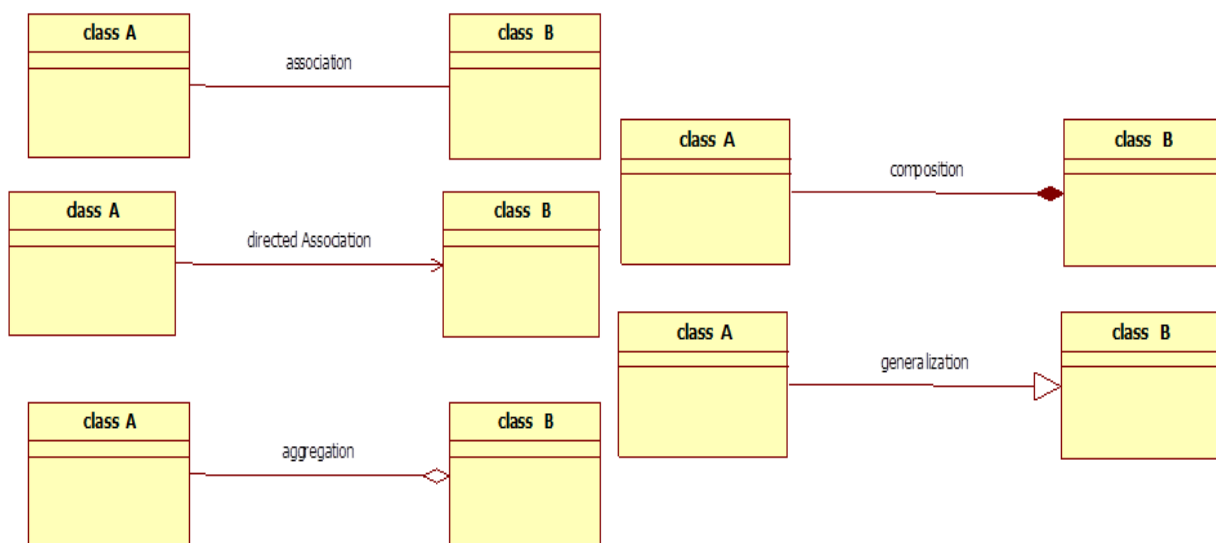 class A
class B
association
class A
class B
directed Association
class A
class B
aggregation
class A
class B
composition
class A
class B
generalization